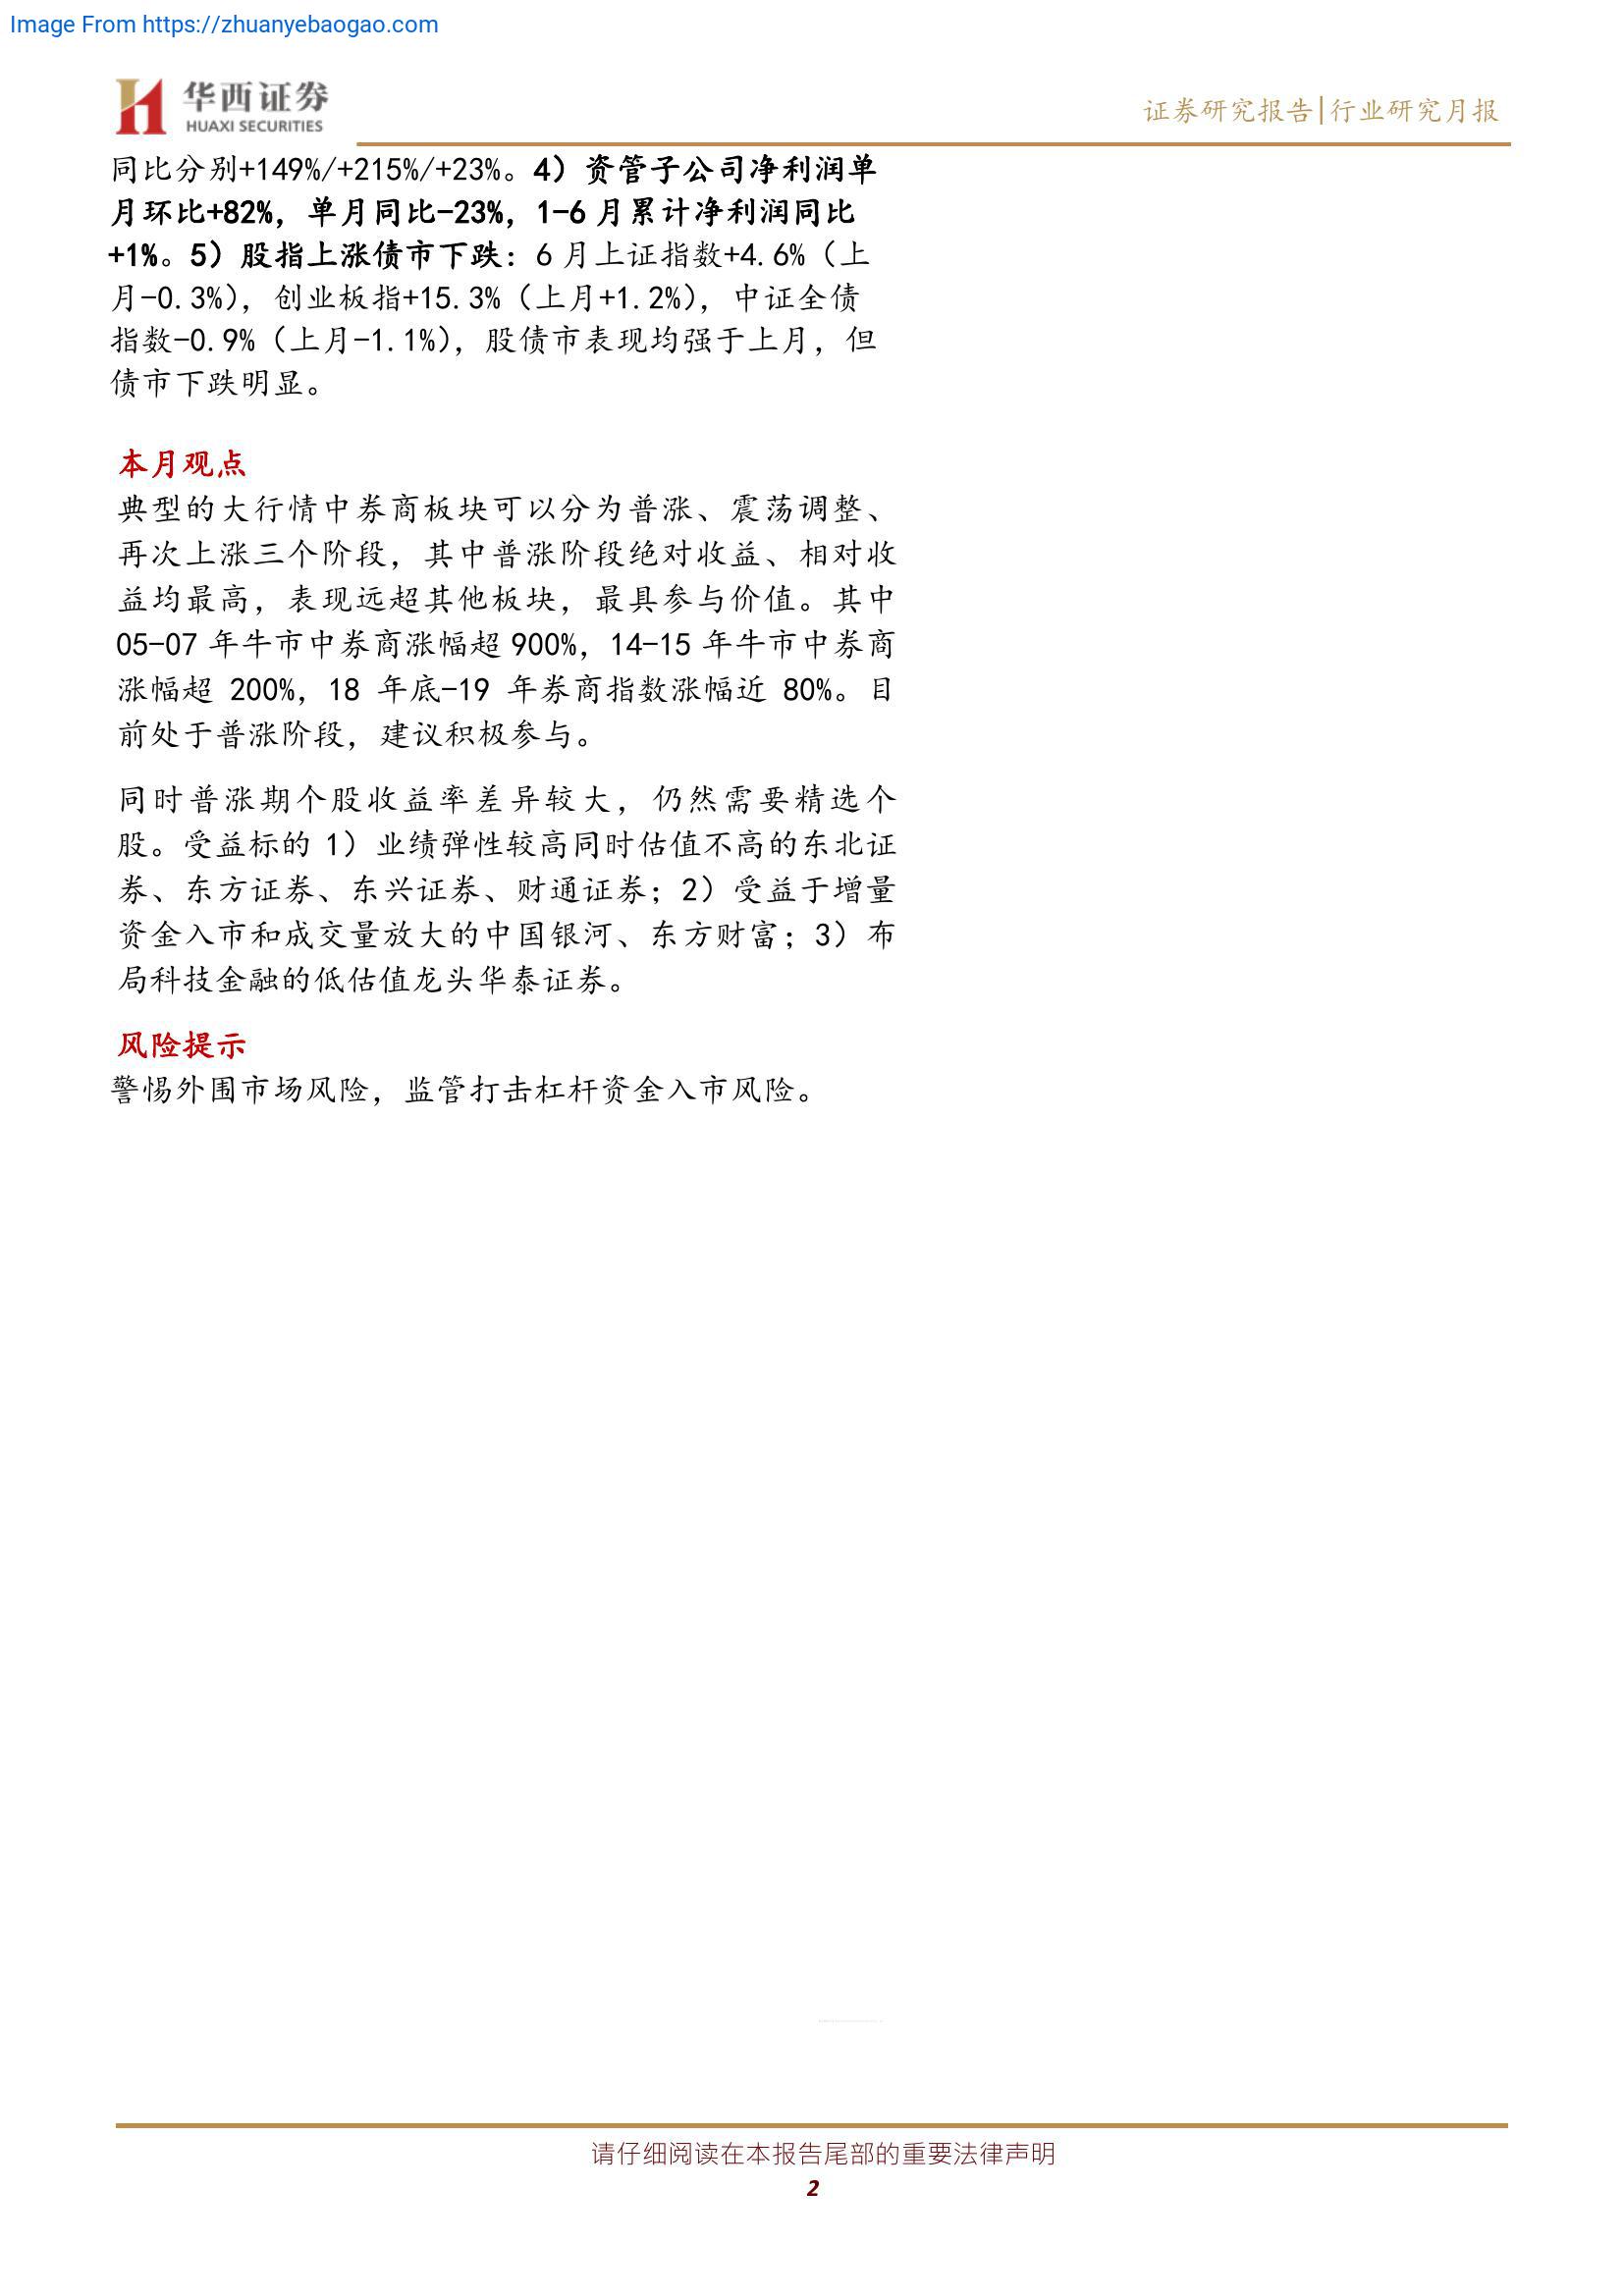 Image From https://zhuanyebaogao.com
华西证券
HUAXI SECURITIES
证券研究报告|行业研究月报
同比分别+149%/+215%/+23%。4）资管子公司净利润单
月环比+82%，单月同比-23%，1-6 月累计净利润同比
+1%。5）股指上涨债市下跌：6 月上证指数+4.6%（上
月-0.3%），创业板指+15.3%（上月+1.2%），中证全债
指数-0.9%（上月-1.1%），股债市表现均强于上月，但
债市下跌明显。
本月观点
典型的大行情中券商板块可以分为普涨、震荡调整、
再次上涨三个阶段，其中普涨阶段绝对收益、相对收
益均最高，表现远超其他板块，最具参与价值。其中
05-07 年牛市中券商涨幅超 900%，14-15 年牛市中券商
涨幅超 200%，18 年底-19 年券商指数涨幅近 80%。目
前处于普涨阶段，建议积极参与。
同时普涨期个股收益率差异较大，仍然需要精选个
股。受益标的 1）业绩弹性较高同时估值不高的东北证
券、东方证券、东兴证券、财通证券；2）受益于增量
资金入市和成交量放大的中国银河、东方财富；3）布
局科技金融的低估值龙头华泰证券。
风险提示
警惕外围市场风险，监管打击杠杆资金入市风险。
请仔细阅读在本报告尾部的重要法律声明
2